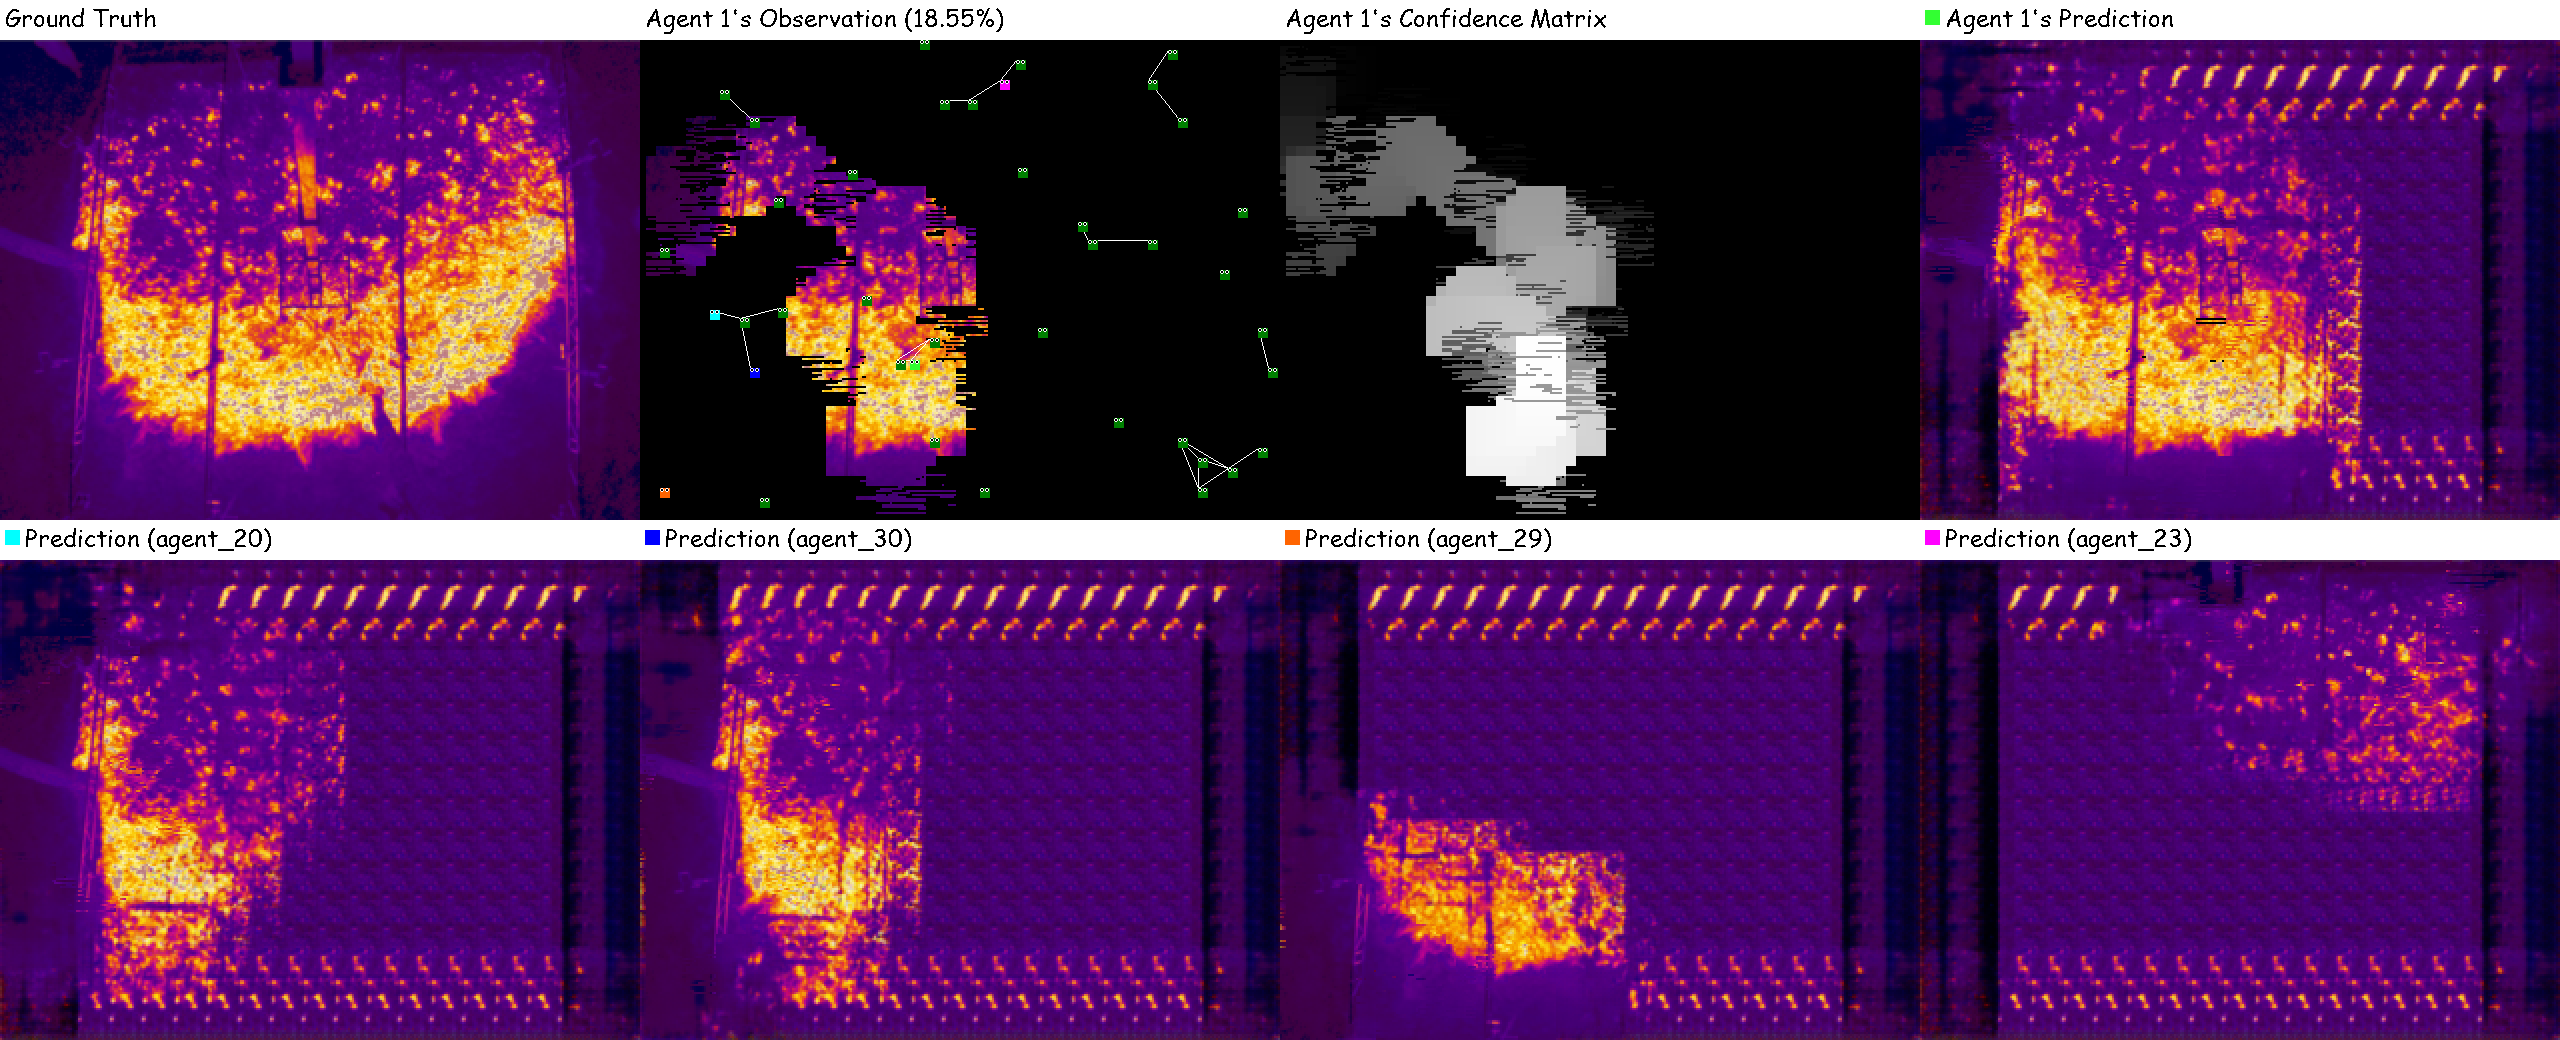 Ground Truth
Agent 1's Observation (18.55%)
Agent 1's Confidence Matrix
Agent 1's Prediction
Prediction (agent_20)
Prediction (agent_30)
Prediction (agent_29)
Prediction (agent_23)